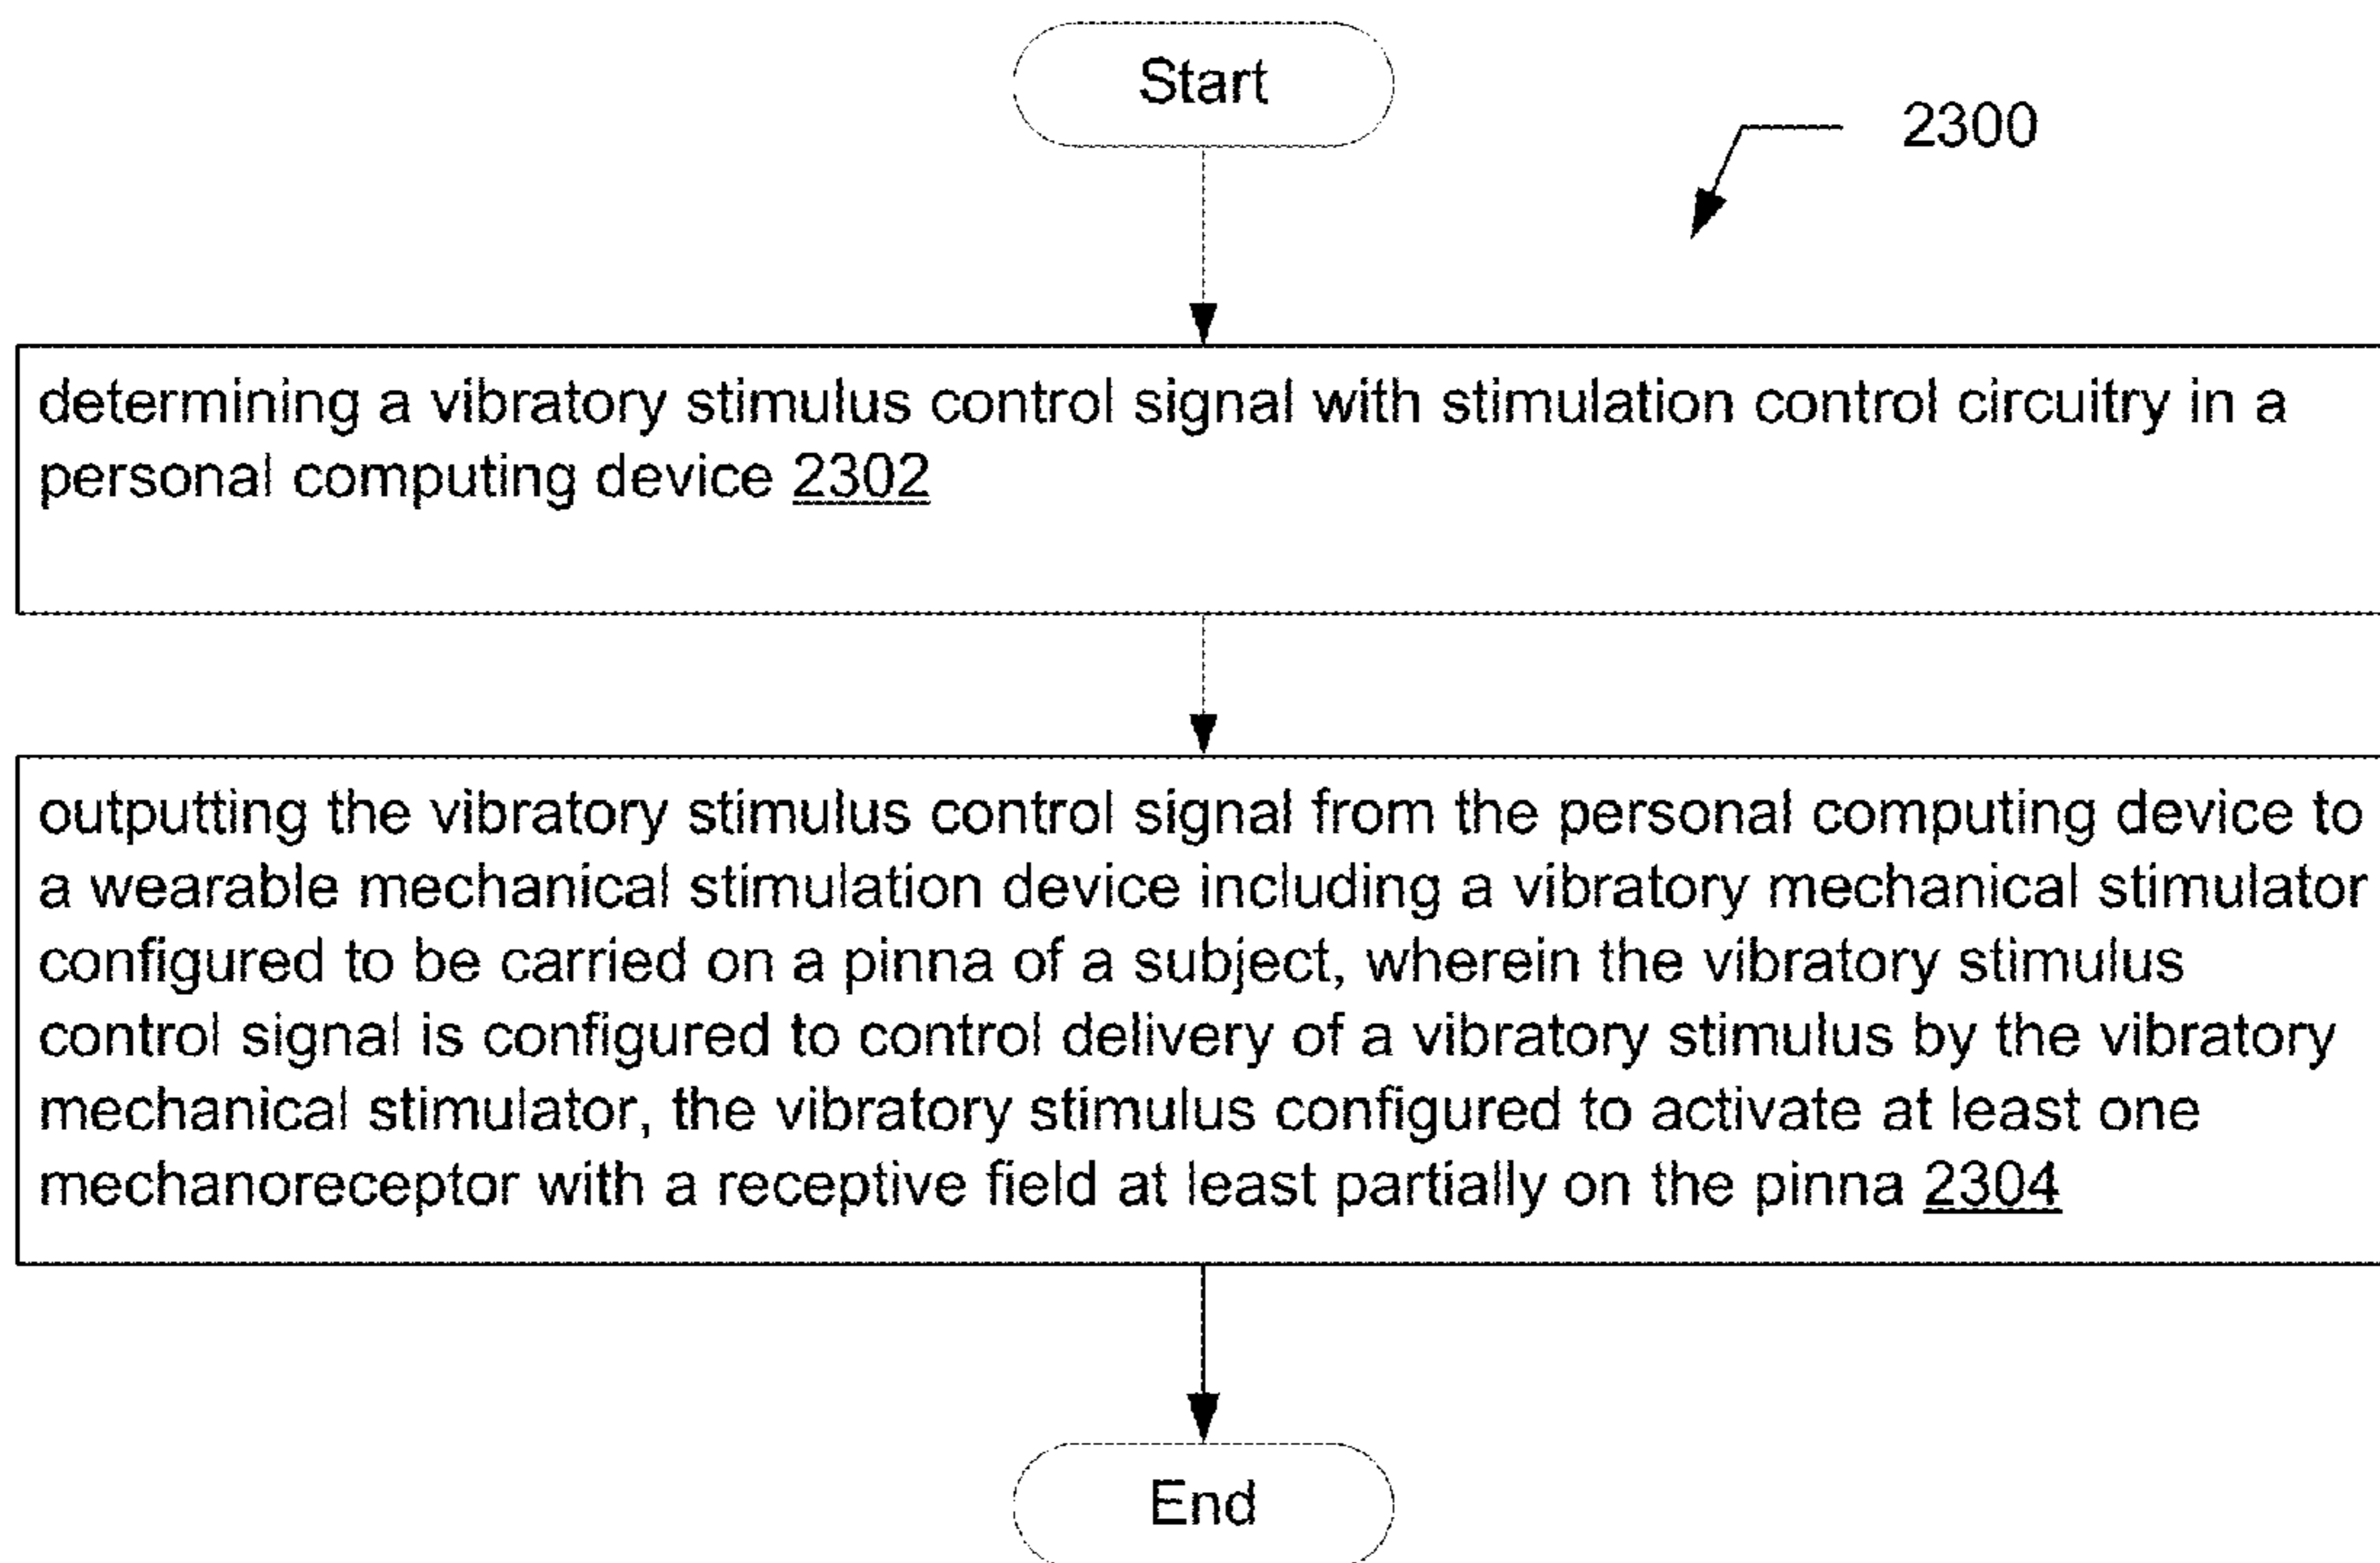 Start
2300
determining a vibratory stimulus control signal with stimulation control circuitry in a
personal computing device 2302
outputting the vibratory stimulus control signal from the personal computing device to
a wearable mechanical stimulation device including a vibratory mechanical stimulator
configured to be carried on a pinna of a subject, wherein the vibratory stimulus
control signal is configured to control delivery of a vibratory stimulus by the vibratory
mechanical stimulator, the vibratory stimulus configured to activate at least one
mechanoreceptor with a receptive field at least partially on the pinna 2304
End